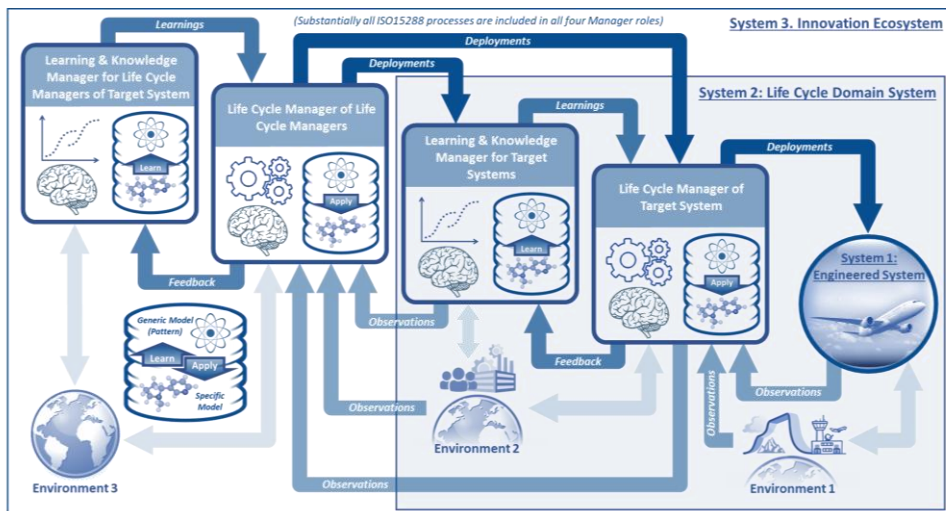 (Substantially all ISO15288 processes are included in all four Manager roles)
System 3. Innovation Ecosystem
Learnings
Deployments
Learning & Knowledge
Manager for Life Cycle
Managers of Target System
Learn
Life Cycle Manager of Life
Cycle Managers
Apply
Deployments
System 2: Life Cycle Domain System
Learnings
Learning & Knowledge
Manager for Target
Systems
Learn
Deployments
Life Cycle Manager of
Target System
Apply
System 1:
Engineered System
Feedback
Observations
Feedback
Generic Model
(Pattern)
Learn
Apply
Specific
Model
Environment 3
Observations
Environment 2
Observations
Observations
Observations
Environment 1